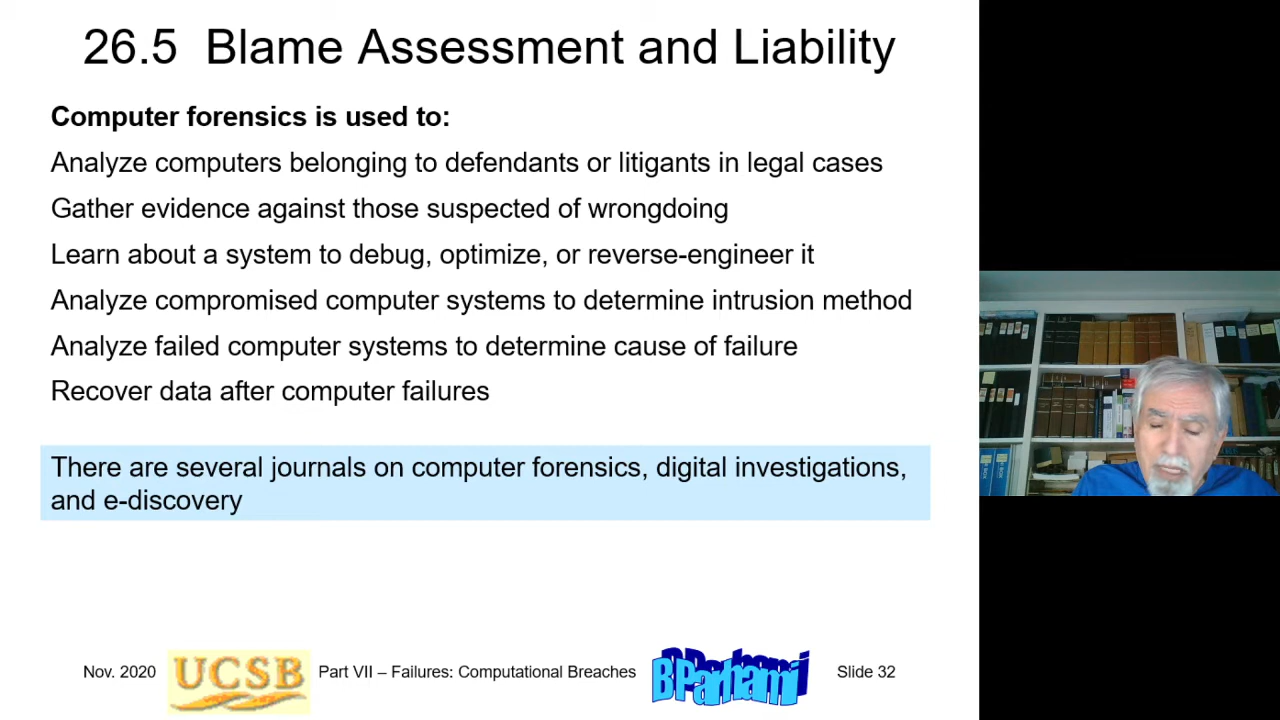 26.5 Blame Assessment and Liability
Computer forensics is used to:
Analyze computers belonging to defendants or litigants in legal cases
Gather evidence against those suspected of wrongdoing
Learn about a system to debug, optimize, or reverse-engineer it
Analyze compromised computer systems to determine intrusion method
Analyze failed computer systems to determine cause of failure
Recover data after computer failures
There are several journals on computer forensics, digital investigations,
and e-discovery
Nov. 2020
UCSB
Part VII – Failures: Computational Breaches
B Parhami
Slide 32